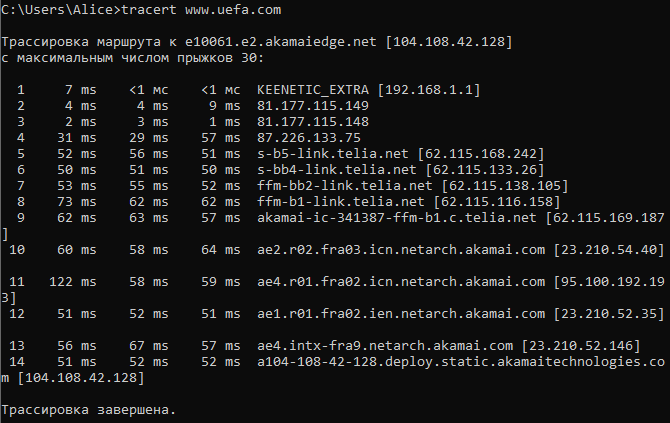 C:\Users\Alice>tracert www.uefa.com
Трассировка маршрута к e10061.e2.akamaiedge.net [104.108.42.128]
с максимальным числом прыжков 30:
1 7 ms <1 мс <1 мс KEENETIC_EXTRA [192.168.1.1]
2 4 ms 4 ms 9 ms 81.177.115.149
3 2 ms 3 ms 1 ms 81.177.115.148
4 31 ms 29 ms 57 ms 87.226.133.75
5 52 ms 56 ms 51 ms s-b5-link.telia.net [62.115.168.242]
6 50 ms 51 ms 50 ms s-bb4-link.telia.net [62.115.133.26]
7 53 ms 55 ms 52 ms ffm-bb2-link.telia.net [62.115.138.105]
8 73 ms 62 ms 62 ms ffm-b1-link.telia.net [62.115.116.158]
9 62 ms 63 ms 57 ms akamai-ic-341387-ffm-b1.c.telia.net [62.115.169.187
]
10 60 ms 58 ms 64 ms ae2.r02.fra03.icn.netarch.akamai.com [23.210.54.40]
11 122 ms 58 ms 59 ms ae4.r01.fra02.icn.netarch.akamai.com [95.100.192.19
3]
12 51 ms 52 ms 51 ms ae1.r01.fra02.ien.netarch.akamai.com [23.210.52.35]
13 56 ms 67 ms 57 ms ae4.intx-fra9.netarch.akamai.com [23.210.52.146]
14 51 ms 52 ms 52 ms a104-108-42-128.deploy.static.akamaitechnologies.co
m [104.108.42.128]
Трассировка завершена.